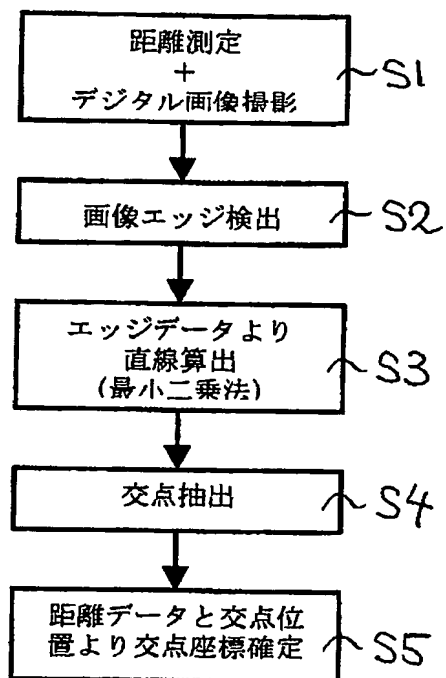 距離測定
+
デジタル画像撮影
S1
画像エッジ検出
S2
エッジデータより
直線算出
(最小二乗法)
S3
交点抽出
S4
距離データと交点位
置より交点座標確定
S5